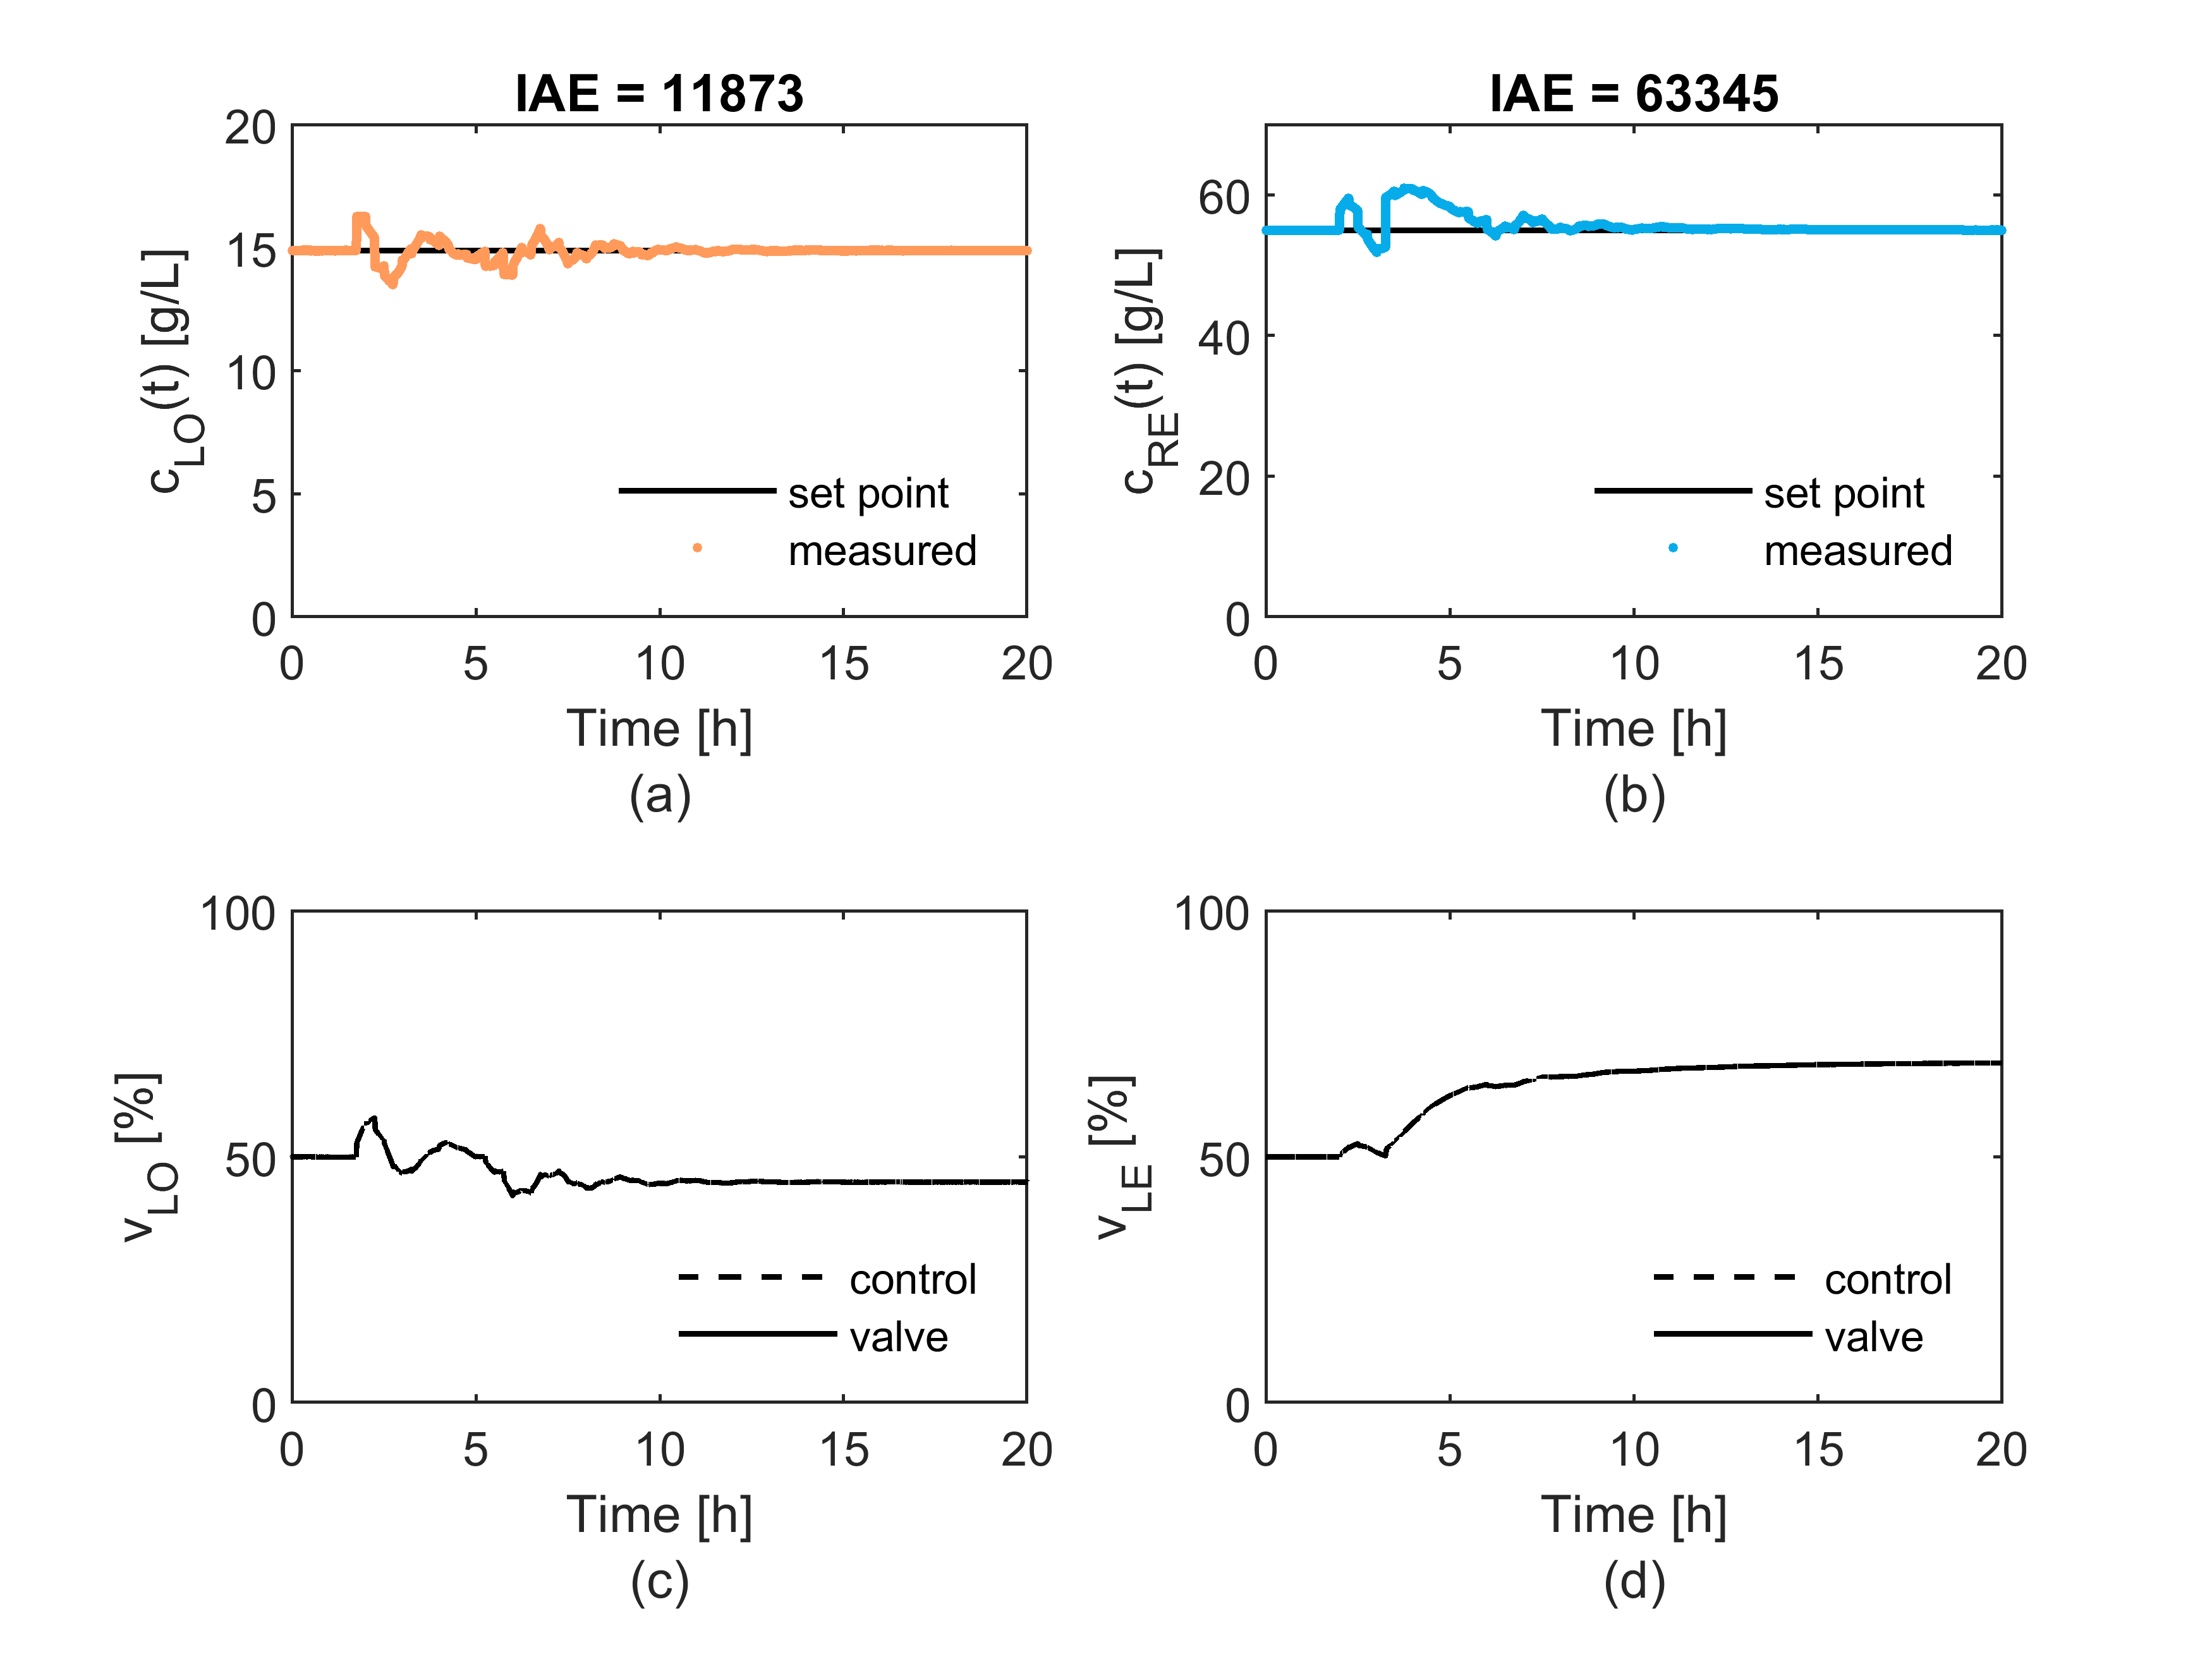 IAE = 11873
20
15
10
5
0
c_LO(t) [g/L]
set point
measured
0 5 10 15 20
Time [h]
(a)
IAE = 63345
60
40
20
0
c_RE(t) [g/L]
set point
measured
0 5 10 15 20
Time [h]
(b)
100
50
0
v_LO [%]
control
valve
0 5 10 15 20
Time [h]
(c)
100
50
0
v_LE [%]
control
valve
0 5 10 15 20
Time [h]
(d)